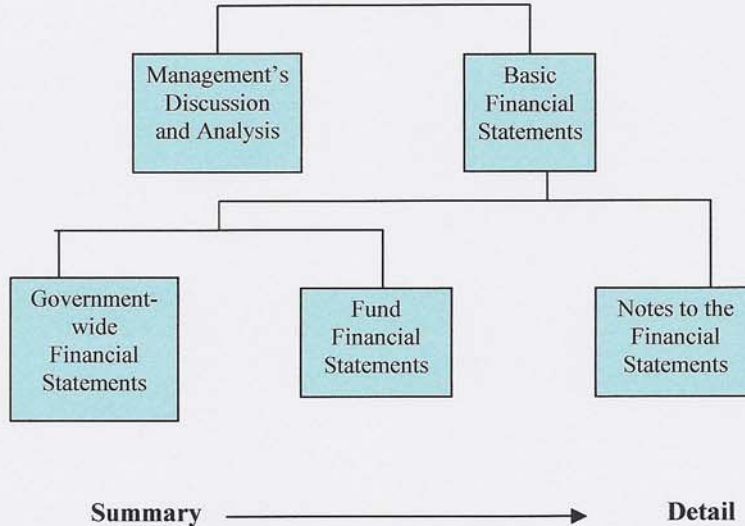 Management's
Discussion
and Analysis
Basic
Financial
Statements
Government-
wide
Financial
Statements
Fund
Financial
Statements
Notes to the
Financial
Statements
Summary
Detail